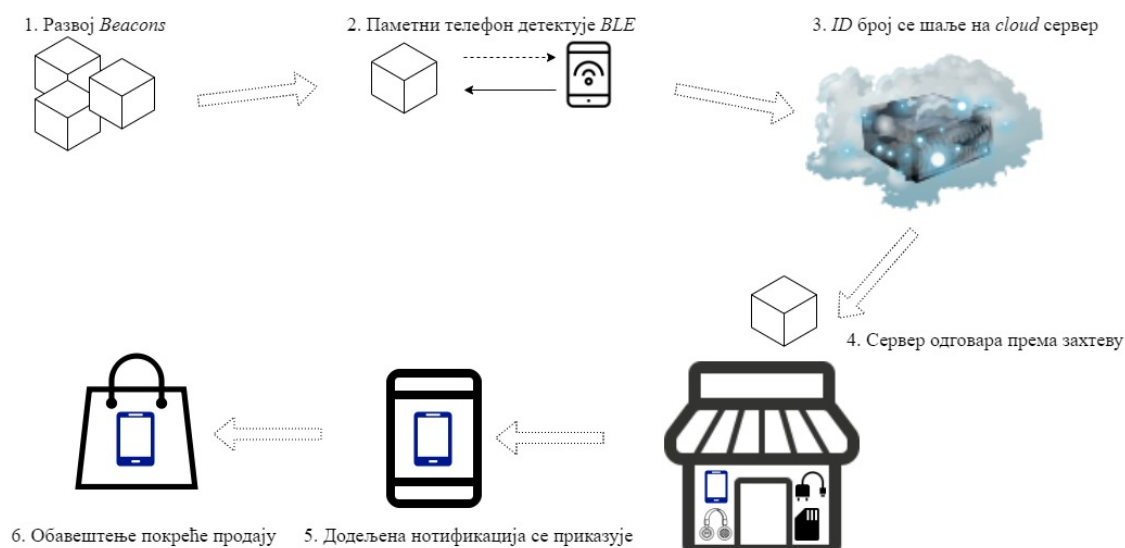 1. Развој Beacons
2. Паметни телефон детектује BLE
3. ID број се шаље на cloud сервер
4. Сервер одговара према захтеву
5. Додељена нотификација се приказује
6. Обавештење покреће продају